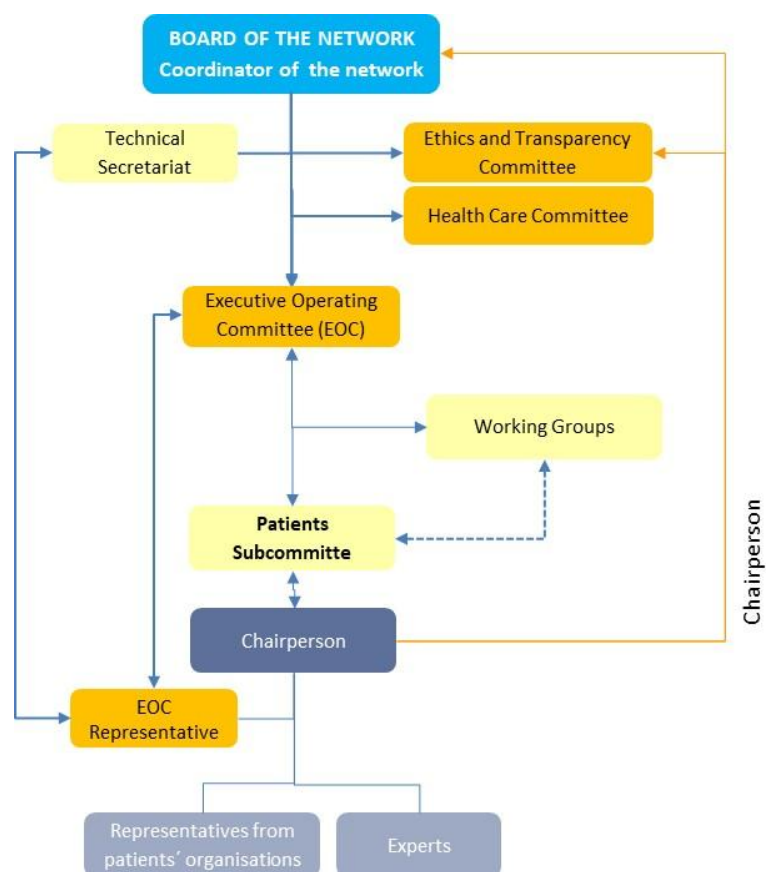 BOARD OF THE NETWORK
Coordinator of the network
Technical
Secretariat
Ethics and Transparency
Committee
Health Care Committee
Executive Operating
Committee (EOC)
Working Groups
Patients
Subcommitte
Chairperson
Chairperson
EOC
Representative
Representatives from
patients´ organisations
Experts